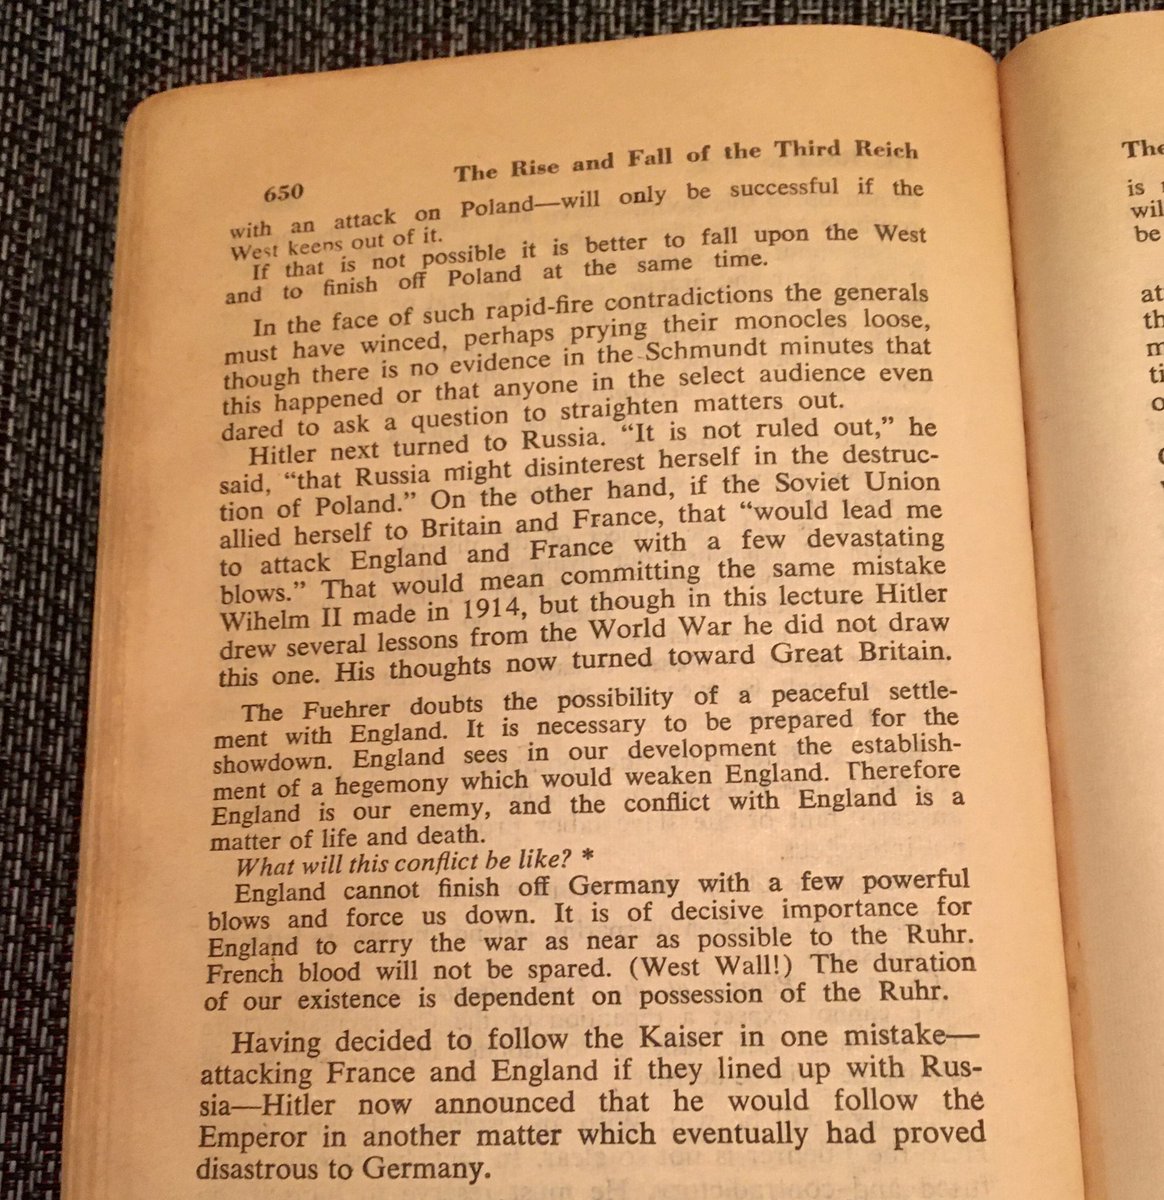 650 The Rise and Fall of the Third Reich
with an attack on Poland—will only be successful if the
West keeps out of it.
If that is not possible it is better to fall upon the West
and to finish off Poland at the same time.
In the face of such rapid-fire contradictions the generals
must have winced, perhaps prying their monocles loose,
though there is no evidence in the Schmundt minutes that
this happened or that anyone in the select audience even
dared to ask a question to straighten matters out.
Hitler next turned to Russia. “It is not ruled out,” he
said, “that Russia might disinterest herself in the destruc-
tion of Poland.” On the other hand, if the Soviet Union
allied herself to Britain and France, that “would lead me
to attack England and France with a few devastating
blows.” That would mean committing the same mistake
Wihelm II made in 1914, but though in this lecture Hitler
drew several lessons from the World War he did not draw
this one. His thoughts now turned toward Great Britain.
The Fuehrer doubts the possibility of a peaceful settle-
ment with England. It is necessary to be prepared for the
showdown. England sees in our development the establish-
ment of a hegemony which would weaken England. Therefore
England is our enemy, and the conflict with England is a
matter of life and death.
What will this conflict be like? *
England cannot finish off Germany with a few powerful
blows and force us down. It is of decisive importance for
England to carry the war as near as possible to the Ruhr.
French blood will not be spared. (West Wall!) The duration
of our existence is dependent on possession of the Ruhr.
Having decided to follow the Kaiser in one mistake—
attacking France and England if they lined up with Rus-
sia—Hitler now announced that he would follow the
Emperor in another matter which eventually had proved
disastrous to Germany.
The
is
wil
be
at
th
m
ti
o